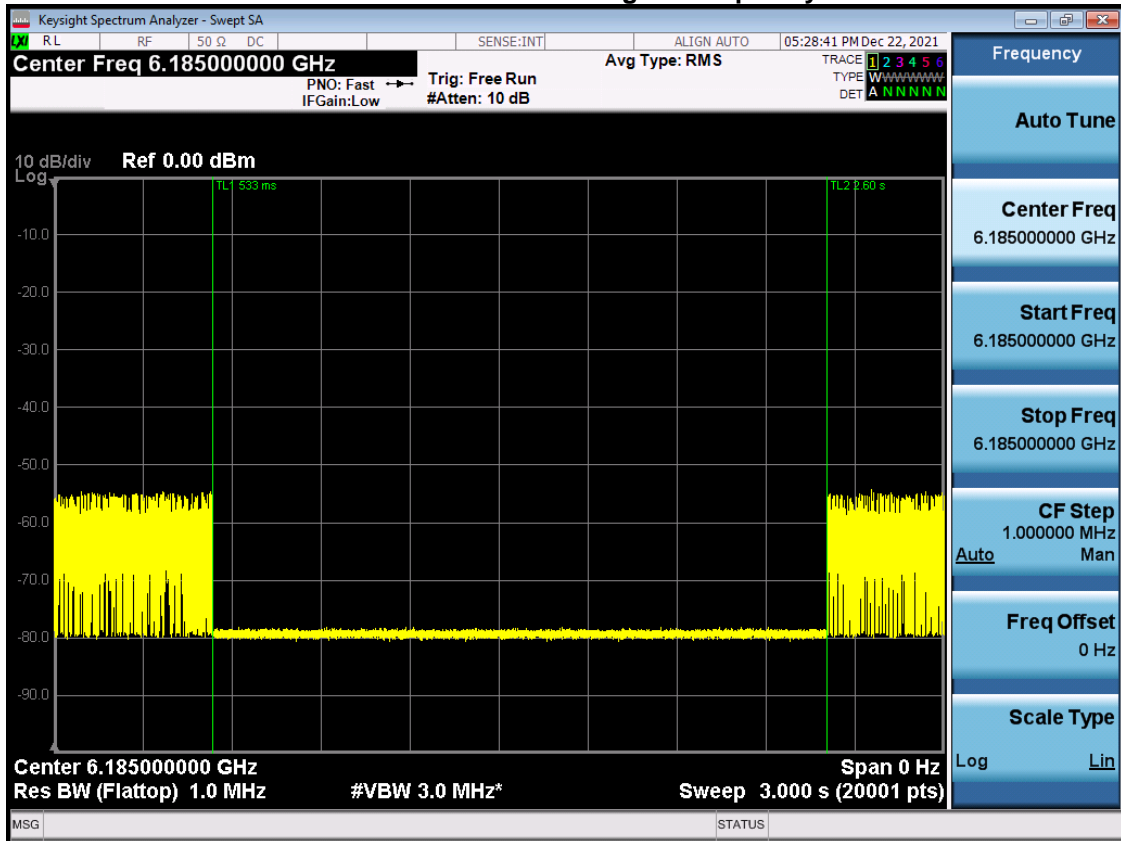 Keysight Spectrum Analyzer - Swept SA
LXI RL RF 50 Ω DC SENSE:INT ALIGN AUTO 05:28:41 PM Dec 22, 2021
Center Freq 6.185000000 GHz
PNO: Fast
IFGain:Low
Trig: Free Run
#Atten: 10 dB
Avg Type: RMS
TRACE 1 2 3 4 5 6
TYPE WWWWWW
DET A N N N N N
10 dB/div Ref 0.00 dBm
Log
TL1 533 ms
TL2 2.60 s
-10.0
-20.0
-30.0
-40.0
-50.0
-60.0
-70.0
-80.0
-90.0
Center 6.185000000 GHz
Span 0 Hz
Res BW (Flattop) 1.0 MHz
#VBW 3.0 MHz*
Sweep 3.000 s (20001 pts)
MSG
STATUS
Frequency
Auto Tune
Center Freq
6.185000000 GHz
Start Freq
6.185000000 GHz
Stop Freq
6.185000000 GHz
CF Step
1.000000 MHz
Auto Man
Freq Offset
0 Hz
Scale Type
Log Lin